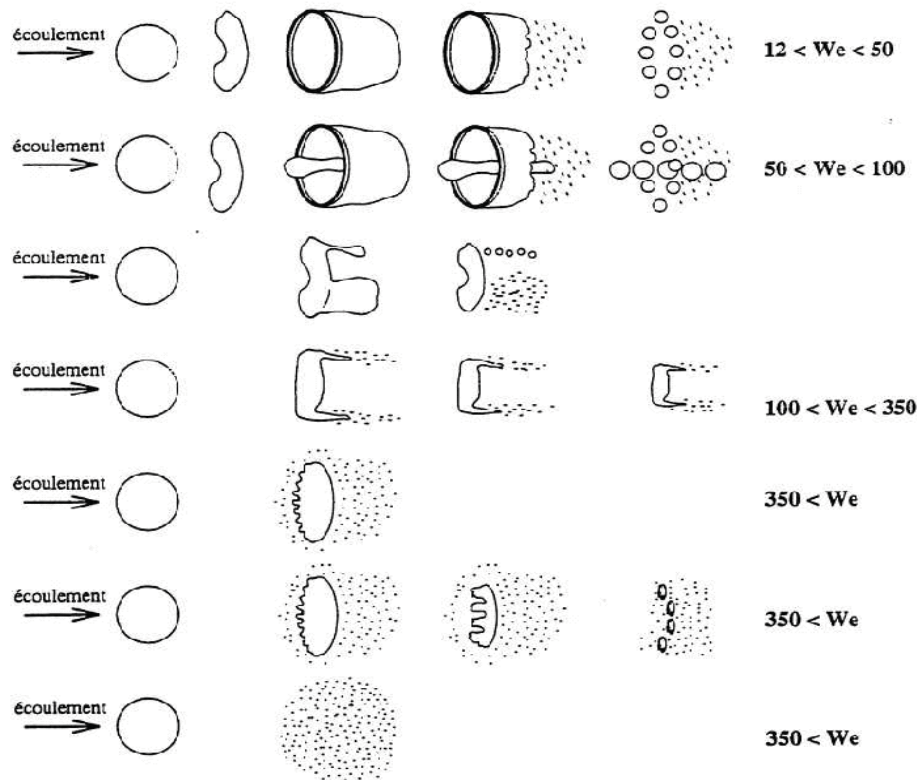 écoulement
12 < We < 50
écoulement
50 < We < 100
écoulement
écoulement
100 < We < 350
écoulement
350 < We
écoulement
350 < We
écoulement
350 < We